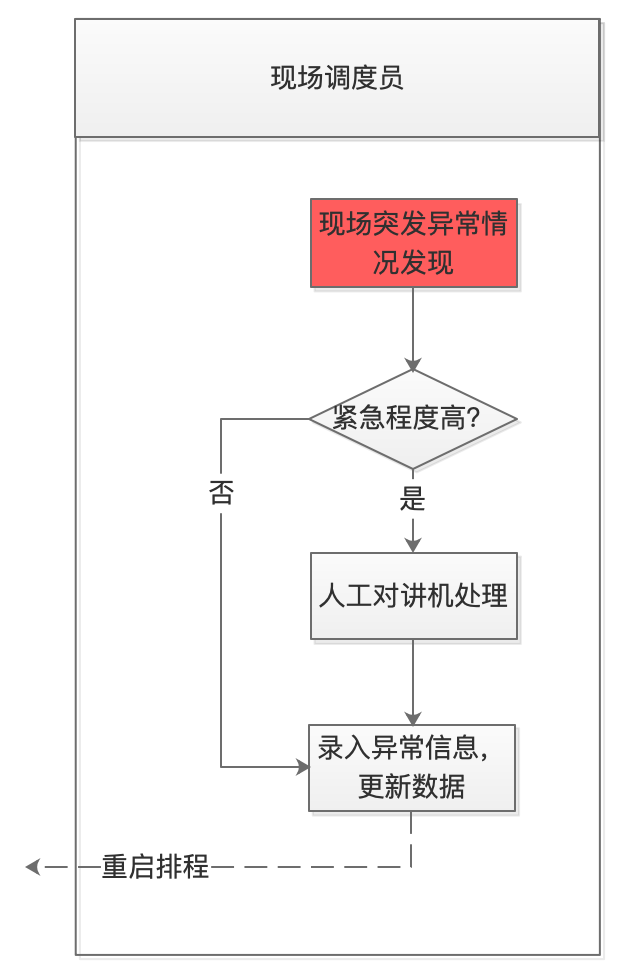 现场调度员
现场突发异常情
况发现
紧急程度高?
否
是
人工对讲机处理
录入异常信息，
更新数据
重启排程